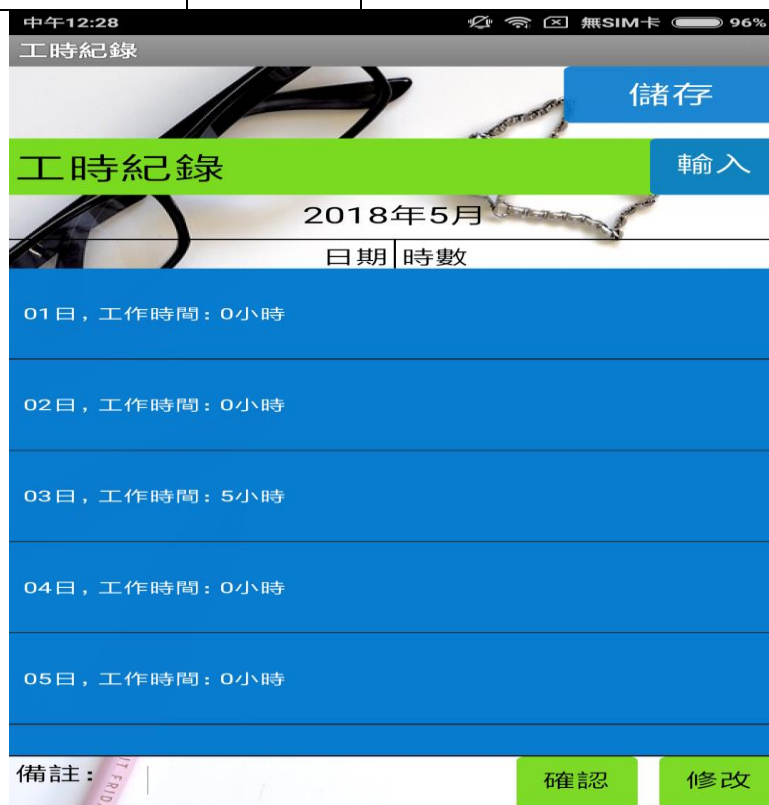 中午12:28 無SIM卡 96%
工時紀錄
儲存
工時紀錄 輸入
2018年5月
日期 時數
01日, 工作時間: 0小時
02日, 工作時間: 0小時
03日, 工作時間: 5小時
04日, 工作時間: 0小時
05日, 工作時間: 0小時
備註: 確認 修改